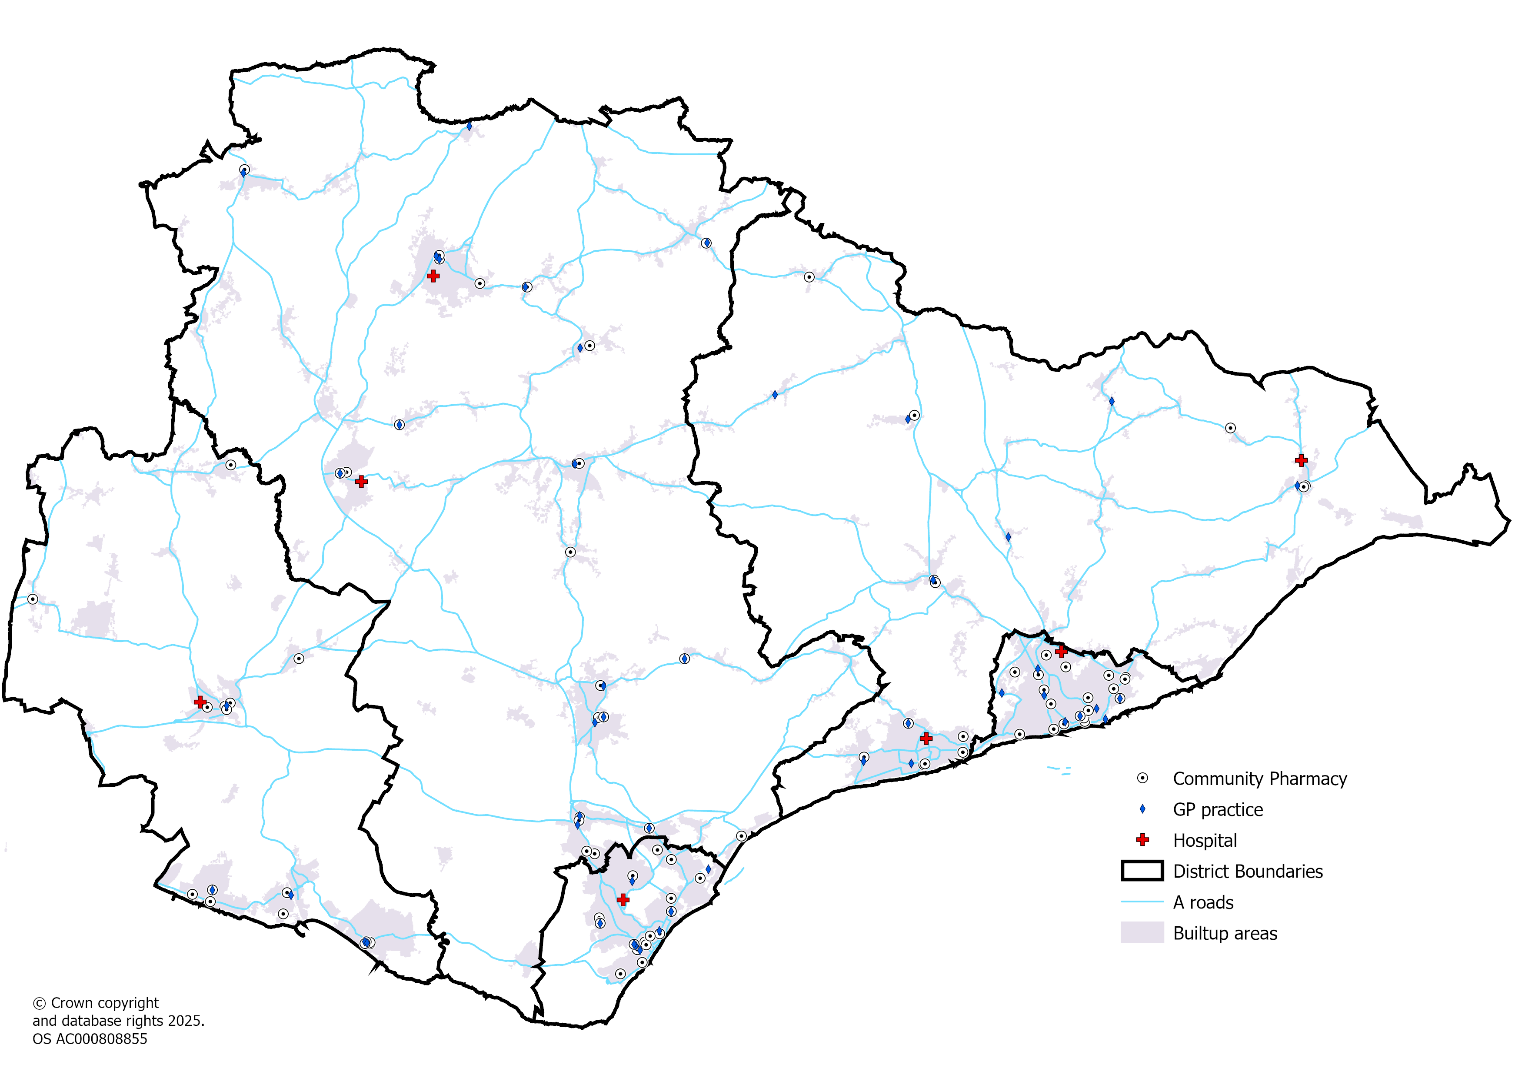 Community Pharmacy
GP practice
Hospital
District Boundaries
A roads
Builtup areas
© Crown copyright
and database rights 2025.
OS AC000808855